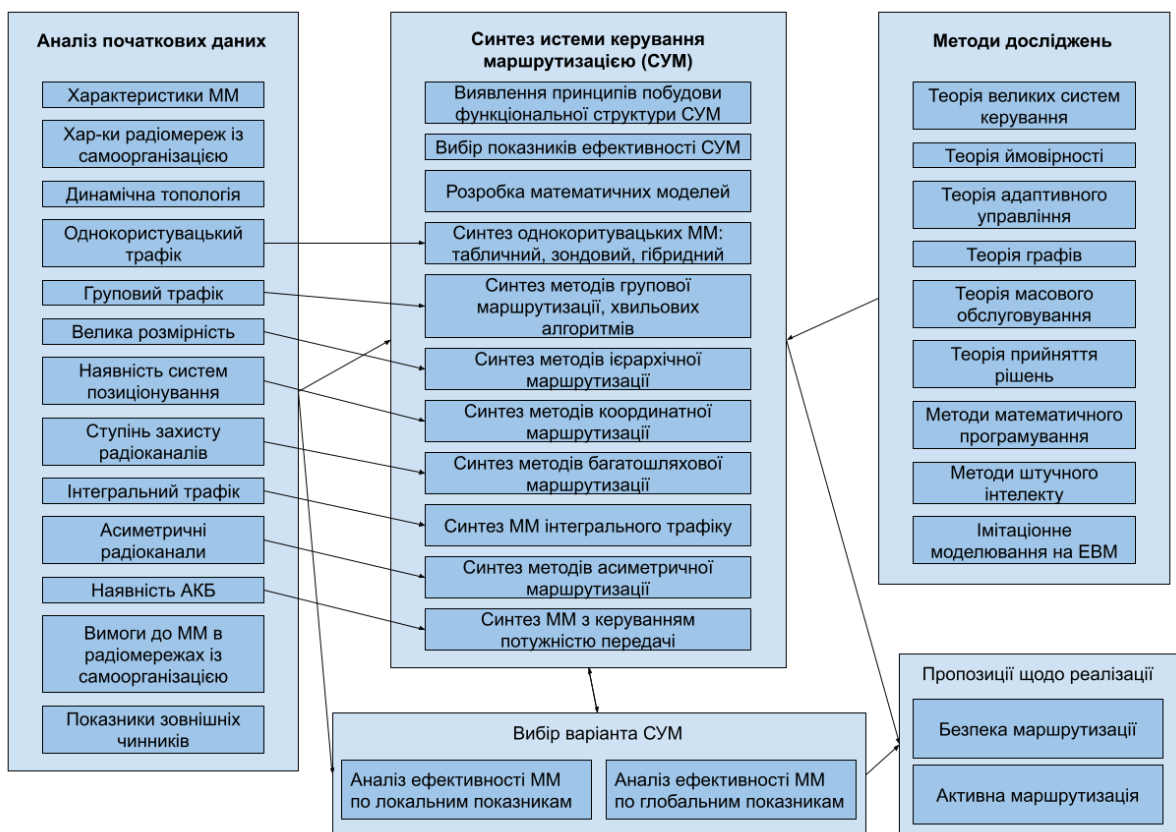 Аналіз початкових даних
Характеристики ММ
Хар-ки радіомереж із
самоорганізацією
Динамічна топологія
Однокористувацький
трафік
Груповий трафік
Велика розмірність
Наявність систем
позиціонування
Ступінь захисту
радіоканалів
Інтегральний трафік
Асиметричні
радіоканали
Наявність АКБ
Вимоги до ММ в
радіомережах із
самоорганізацією
Показники зовнішніх
чинників
Синтез истеми керування
маршрутизацією (СУМ)
Виявлення принципів побудови
функціональної структури СУМ
Вибір показників ефективності СУМ
Розробка математичних моделей
Синтез однокоритувацьких ММ:
табличний, зондовий, гібридний
Синтез методів групової
маршрутизації, хвильових
алгоритмів
Синтез методів ієрархічної
маршрутизації
Синтез методів координатної
маршрутизації
Синтез методів багатошляхової
маршрутизації
Синтез ММ інтегрального трафіку
Синтез методів асиметричної
маршрутизації
Синтез ММ з керуванням
потужністю передачі
Методи досліджень
Теорія великих систем
керування
Теорія ймовірності
Теорія адаптивного
управління
Теорія графів
Теорія масового
обслуговування
Теорія прийняття
рішень
Методи математичного
програмування
Методи штучного
інтелекту
Імітаціонне
моделювання на ЕВМ
Вибір варіанта СУМ
Аналіз ефективності ММ
по локальним показникам
Аналіз ефективності ММ
по глобальним показникам
Пропозиції щодо реалізації
Безпека маршрутизації
Активна маршрутизація